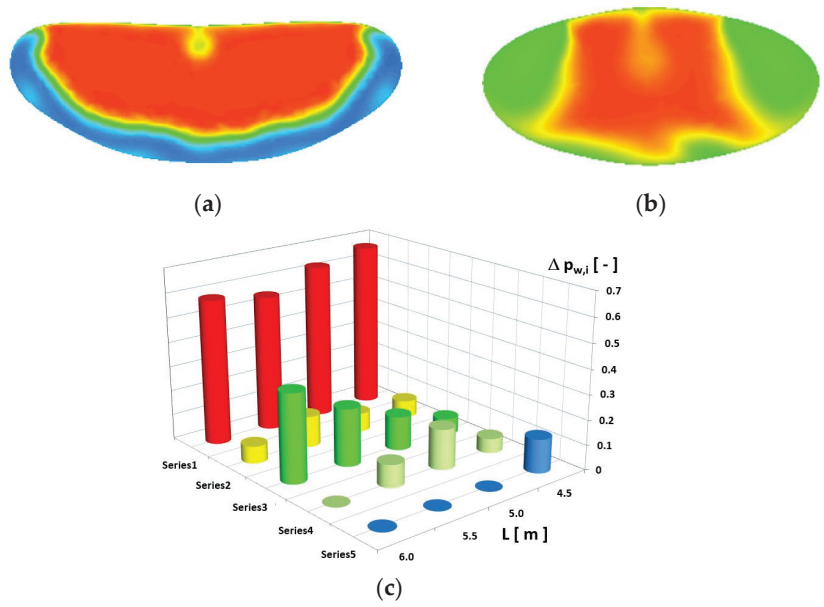 (a)
(b)
Δ p w,i [ - ]
0.7
0.6
0.5
0.4
0.3
0.2
0.1
0
Series1
Series2
Series3
Series4
Series5
4.5
5.0
5.5
6.0
L [ m ]
(c)